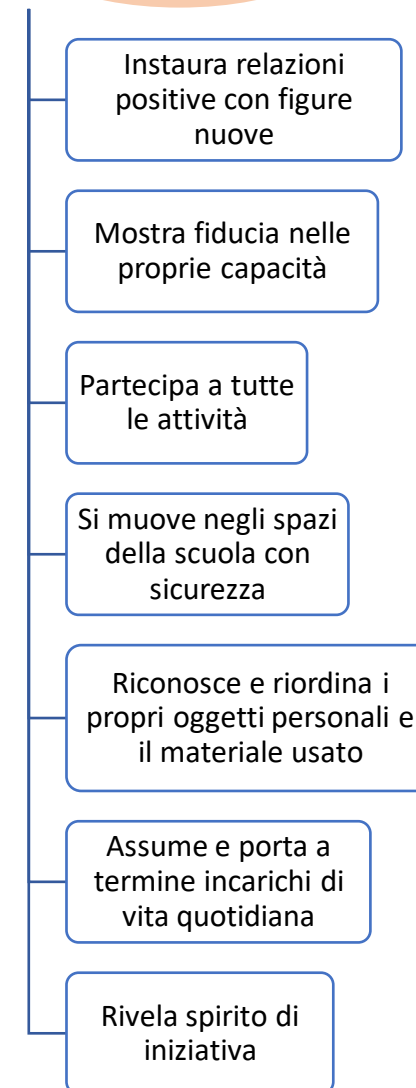 Instaura relazioni
positive con figure
nuove
Mostra fiducia nelle
proprie capacità
Partecipa a tutte
le attività
Si muove negli spazi
della scuola con
sicurezza
Riconosce e riordina i
propri oggetti personali e
il materiale usato
Assume e porta a
termine incarichi di
vita quotidiana
Rivela spirito di
iniziativa